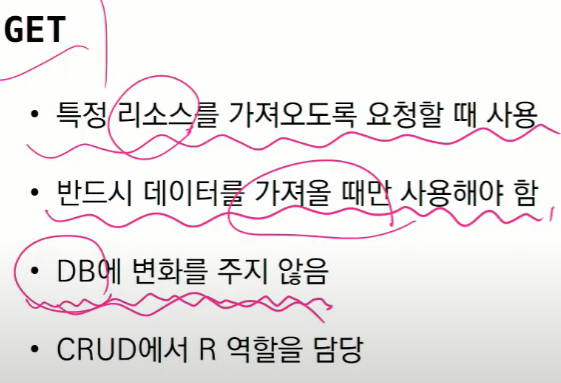 GET
• 특정 리소스를 가져오도록 요청할 때 사용
• 반드시 데이터를 가져올 때만 사용해야 함
• DB에 변화를 주지 않음
• CRUD에서 R 역할을 담당